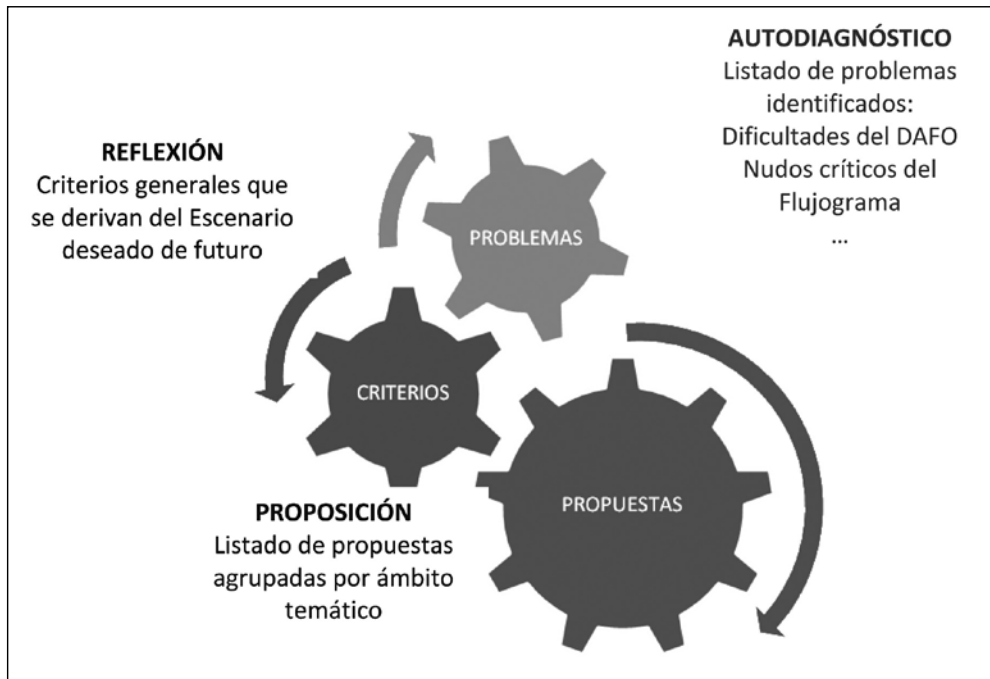 AUTODIAGNÓSTICO
Listado de problemas
identificados:
Dificultades del DAFO
Nudos críticos del
Flujograma
...
REFLEXIÓN
Criterios generales que
se derivan del Escenario
deseado de futuro
PROBLEMAS
CRITERIOS
PROPUESTAS
PROPOSICIÓN
Listado de propuestas
agrupadas por ámbito
temático